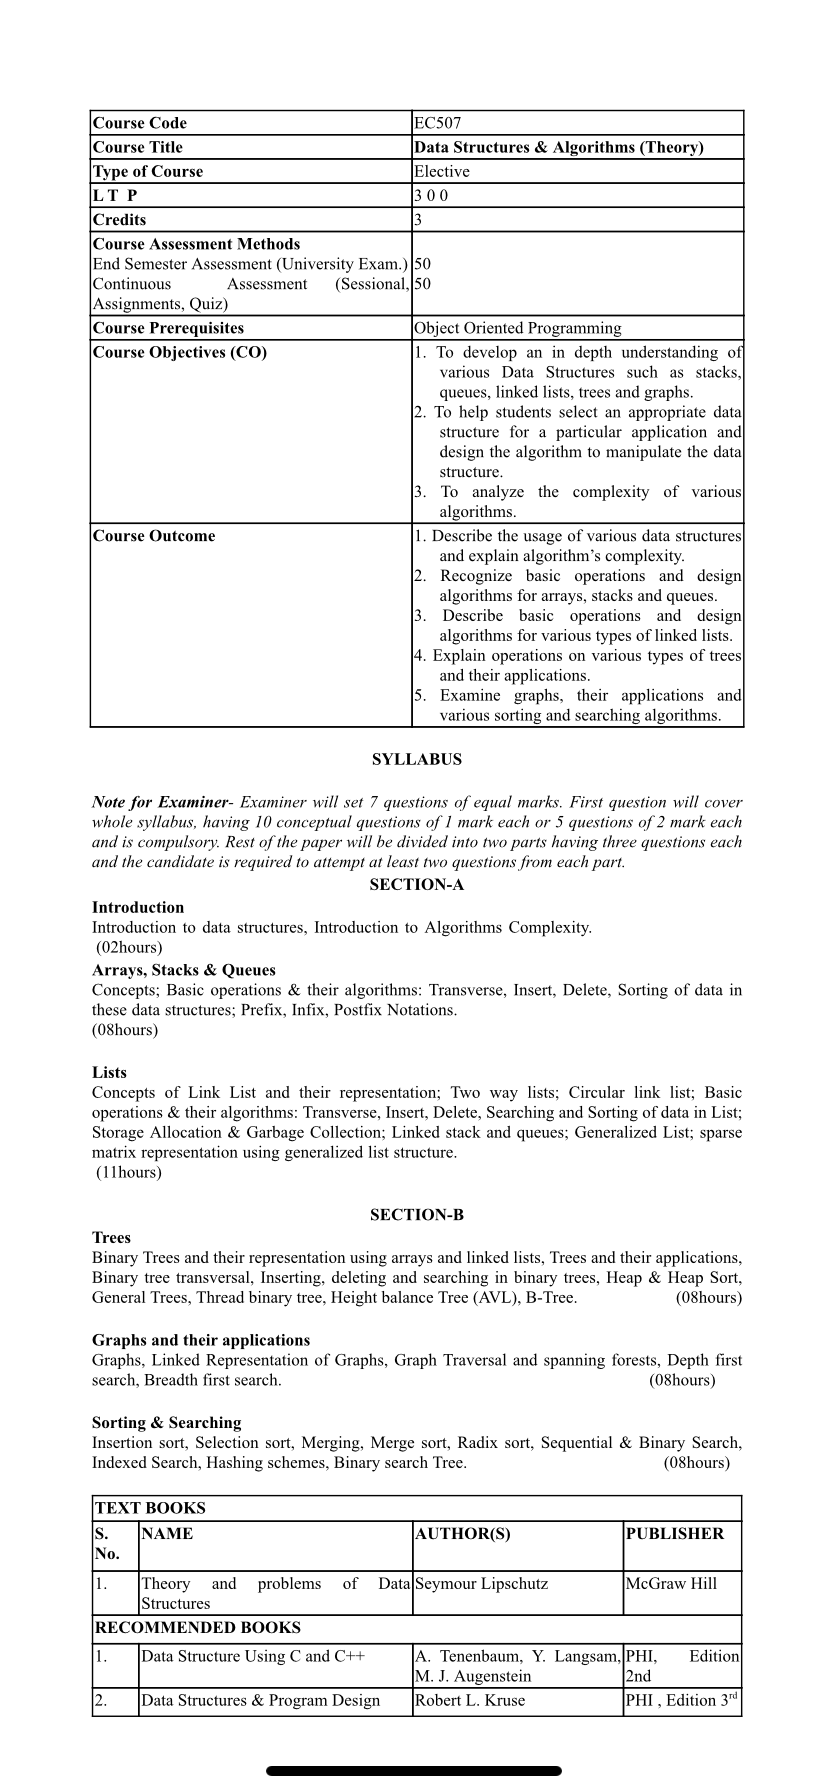 Course Code EC507
Course Title Data Structures & Algorithms (Theory)
Type of Course Elective
L T P 3 0 0
Credits 3
Course Assessment Methods
End Semester Assessment (University Exam.) 50
Continuous Assessment (Sessional, 50
Assignments, Quiz)
Course Prerequisites Object Oriented Programming
Course Objectives (CO) 1. To develop an in depth understanding of
various Data Structures such as stacks,
queues, linked lists, trees and graphs.
2. To help students select an appropriate data
structure for a particular application and
design the algorithm to manipulate the data
structure.
3. To analyze the complexity of various
algorithms.
Course Outcome 1. Describe the usage of various data structures
and explain algorithm’s complexity.
2. Recognize basic operations and design
algorithms for arrays, stacks and queues.
3. Describe basic operations and design
algorithms for various types of linked lists.
4. Explain operations on various types of trees
and their applications.
5. Examine graphs, their applications and
various sorting and searching algorithms.
SYLLABUS
Note for Examiner- Examiner will set 7 questions of equal marks. First question will cover
whole syllabus, having 10 conceptual questions of 1 mark each or 5 questions of 2 mark each
and is compulsory. Rest of the paper will be divided into two parts having three questions each
and the candidate is required to attempt at least two questions from each part.
SECTION-A
Introduction
Introduction to data structures, Introduction to Algorithms Complexity.
(02hours)
Arrays, Stacks & Queues
Concepts; Basic operations & their algorithms: Transverse, Insert, Delete, Sorting of data in
these data structures; Prefix, Infix, Postfix Notations.
(08hours)
Lists
Concepts of Link List and their representation; Two way lists; Circular link list; Basic
operations & their algorithms: Transverse, Insert, Delete, Searching and Sorting of data in List;
Storage Allocation & Garbage Collection; Linked stack and queues; Generalized List; sparse
matrix representation using generalized list structure.
(11hours)
SECTION-B
Trees
Binary Trees and their representation using arrays and linked lists, Trees and their applications,
Binary tree transversal, Inserting, deleting and searching in binary trees, Heap & Heap Sort,
General Trees, Thread binary tree, Height balance Tree (AVL), B-Tree. (08hours)
Graphs and their applications
Graphs, Linked Representation of Graphs, Graph Traversal and spanning forests, Depth first
search, Breadth first search. (08hours)
Sorting & Searching
Insertion sort, Selection sort, Merging, Merge sort, Radix sort, Sequential & Binary Search,
Indexed Search, Hashing schemes, Binary search Tree. (08hours)
TEXT BOOKS
S. NAME AUTHOR(S) PUBLISHER
No.
1. Theory and problems of Data Seymour Lipschutz McGraw Hill
Structures
RECOMMENDED BOOKS
1. Data Structure Using C and C++ A. Tenenbaum, Y. Langsam, PHI, Edition
M. J. Augenstein 2nd
2. Data Structures & Program Design Robert L. Kruse PHI , Edition 3rd